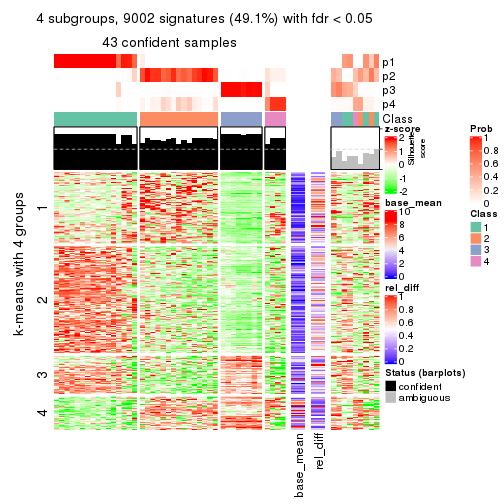 4 subgroups, 9002 signatures (49.1%) with fdr < 0.05
43 confident samples
p1
p2
p3
p4
Class
Silhouette
score
k-means with 4 groups
1
2
3
4
base_mean
rel_diff
z-score
2
1
0
-1
-2
base_mean
10
8
6
4
2
0
rel_diff
1
0.8
0.6
0.4
0.2
0
Status (barplots)
confident
ambiguous
Prob
1
0.8
0.6
0.4
0.2
0
Class
1
2
3
4